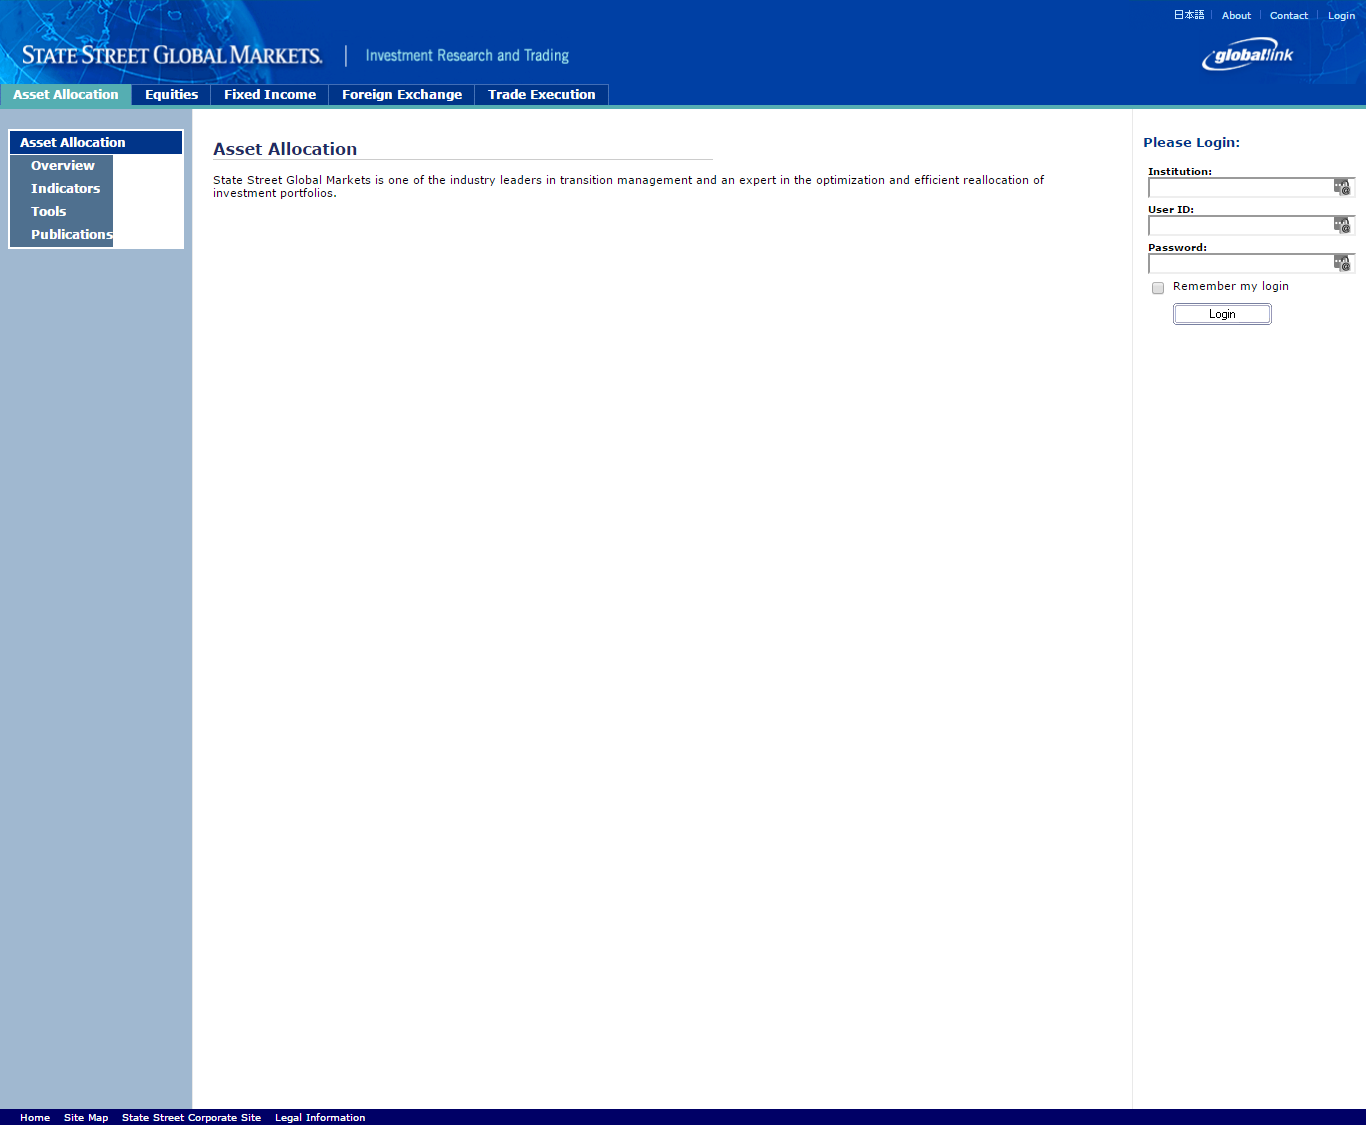 日本語 | About | Contact | Login
STATE STREET GLOBAL MARKETS. | Investment Research and Trading
globallink
Asset Allocation Equities Fixed Income Foreign Exchange Trade Execution
Asset Allocation
Overview
Indicators
Tools
Publications
Asset Allocation
State Street Global Markets is one of the industry leaders in transition management and an expert in the optimization and efficient reallocation of
investment portfolios.
Please Login:
Institution:
User ID:
Password:
Remember my login
Login
Home Site Map State Street Corporate Site Legal Information